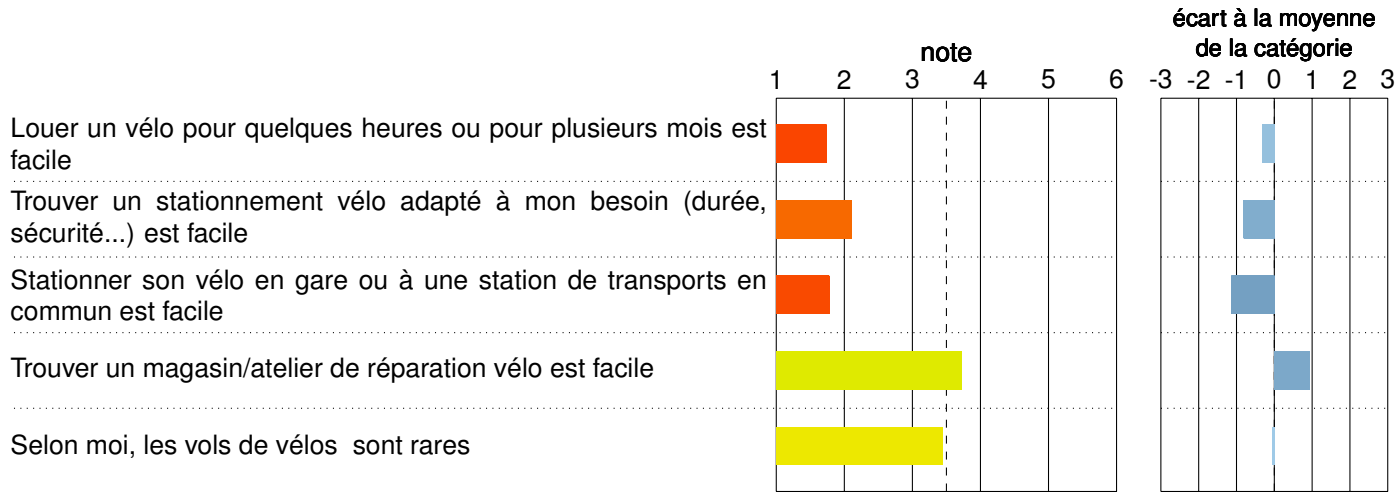 écart à la moyenne
de la catégorie
note
1 2 3 4 5 6
-3 -2 -1 0 1 2 3
Louer un vélo pour quelques heures ou pour plusieurs mois est
facile
Trouver un stationnement vélo adapté à mon besoin (durée,
sécurité...) est facile
Stationner son vélo en gare ou à une station de transports en
commun est facile
Trouver un magasin/atelier de réparation vélo est facile
Selon moi, les vols de vélos sont rares